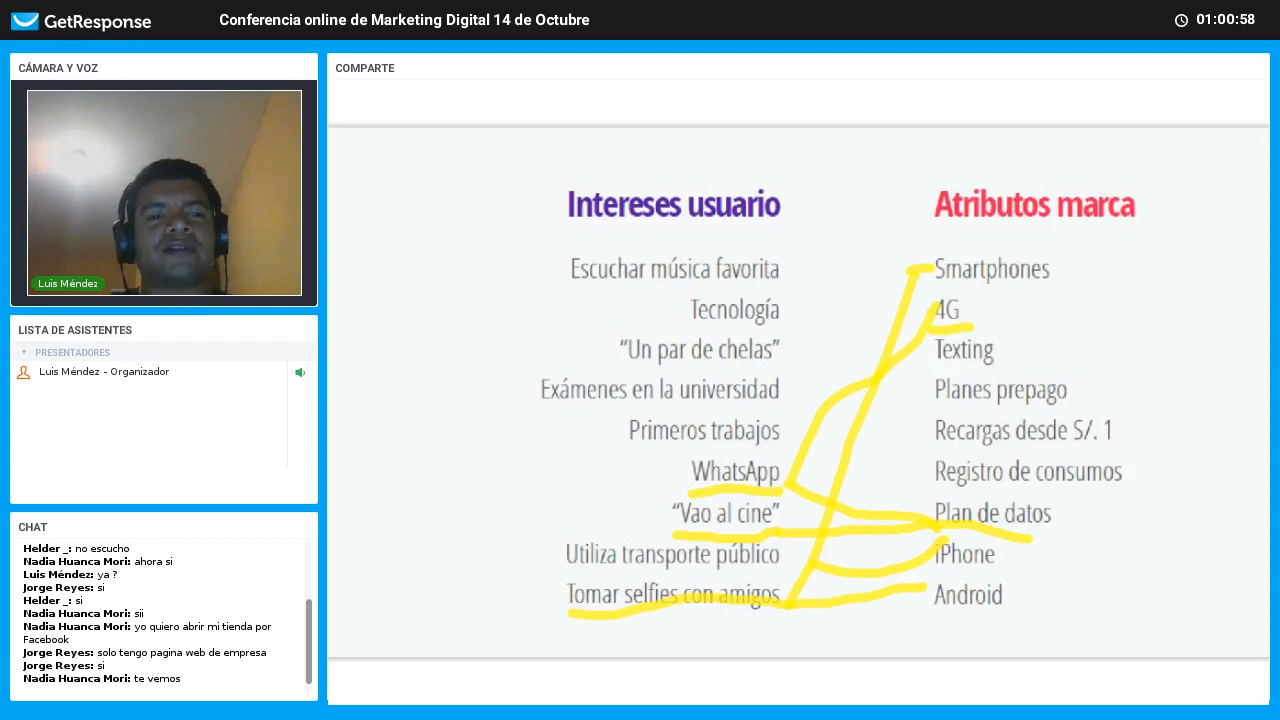 GetResponse
Conferencia online de Marketing Digital 14 de Octubre
01:00:58
CÁMARA Y VOZ
Luis Méndez
LISTA DE ASISTENTES
PRESENTADORES
Luis Méndez - Organizador
CHAT
Helder _: no escucho
Nadia Huanca Mori: ahora si
Luis Méndez: ya ?
Jorge Reyes: si
Helder _: si
Nadia Huanca Mori: sii
Nadia Huanca Mori: yo quiero abrir mi tienda por
Facebook
Jorge Reyes: solo tengo pagina web de empresa
Jorge Reyes: si
Nadia Huanca Mori: te vemos
COMPARTE
Intereses usuario
Escuchar música favorita
Tecnología
“Un par de chelas”
Exámenes en la universidad
Primeros trabajos
WhatsApp
“Vao al cine”
Utiliza transporte público
Tomar selfies con amigos
Atributos marca
Smartphones
4G
Texting
Planes prepago
Recargas desde S/. 1
Registro de consumos
Plan de datos
iPhone
Android